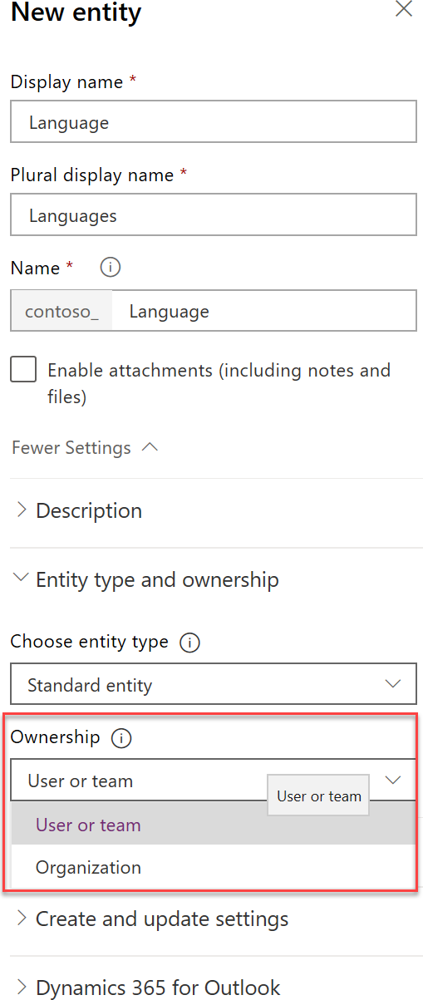 New entity
Display name *
Language
Plural display name *
Languages
Name *
contoso_ Language
Enable attachments (including notes and
files)
Fewer Settings
Description
Entity type and ownership
Choose entity type
Standard entity
Ownership
User or team
User or team
User or team
Organization
Create and update settings
Dynamics 365 for Outlook